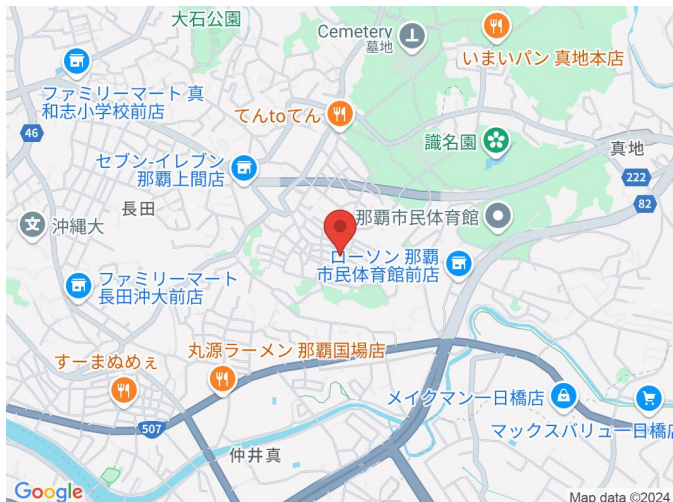 大石公園
Cemetery
墓地
いまいパン 真地本店
ファミリーマート 真
和志小学校前店
てんtoてん
46
識名園
真地
セブン-イレブン
那覇上間店
222
長田
82
沖縄大
那覇市民体育館
ローソン 那覇
市民体育館前店
ファミリーマート
長田沖大前店
丸源ラーメン 那覇国場店
すーまぬめぇ
メイクマン一日橋店
マックスバリュ一日橋店
507
仲井真
Google
Map data ©2024